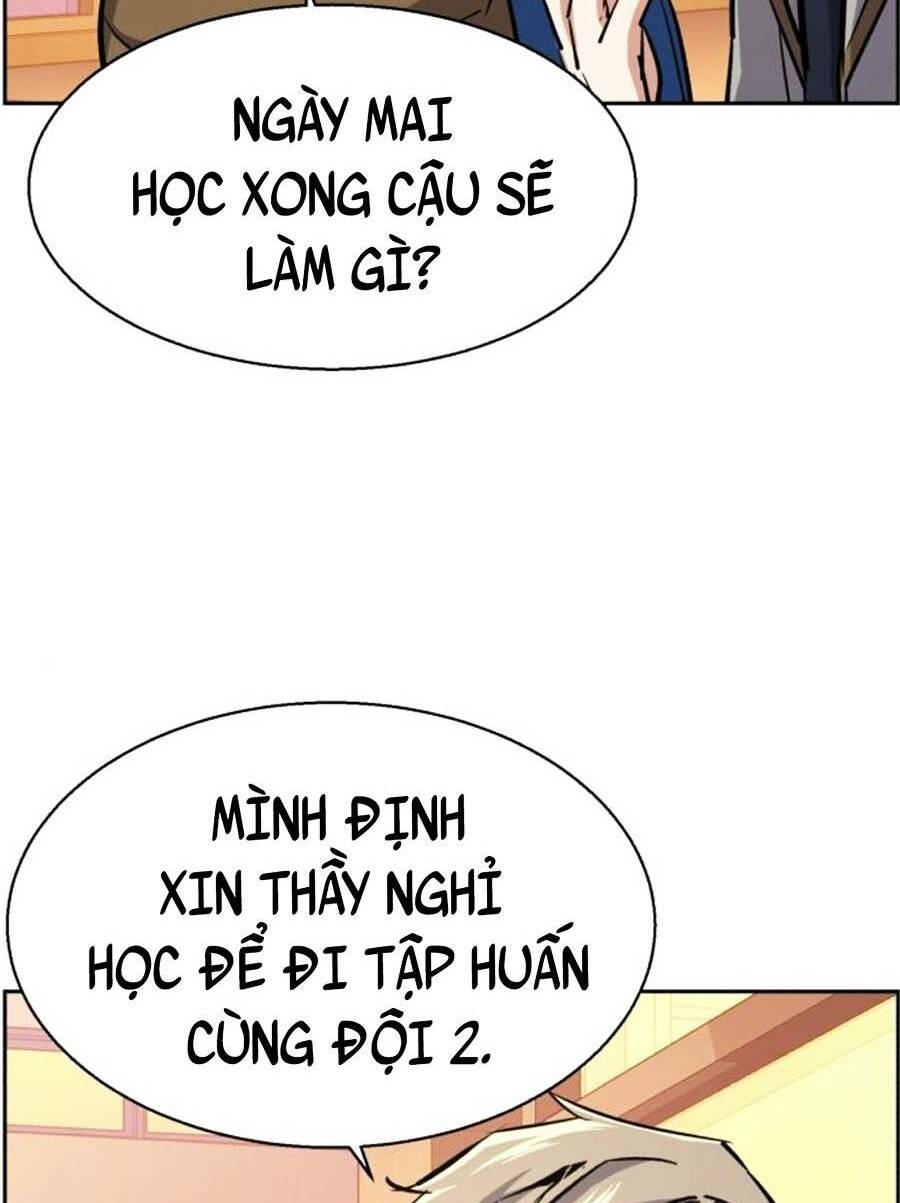 NGÀY MAI
HỌC XONG CẬU SẼ
LÀM GÌ?
MÌNH ĐỊNH
XIN THẦY NGHỈ
HỌC ĐỂ ĐI TẬP HUẤN
CÙNG ĐỘI 2.